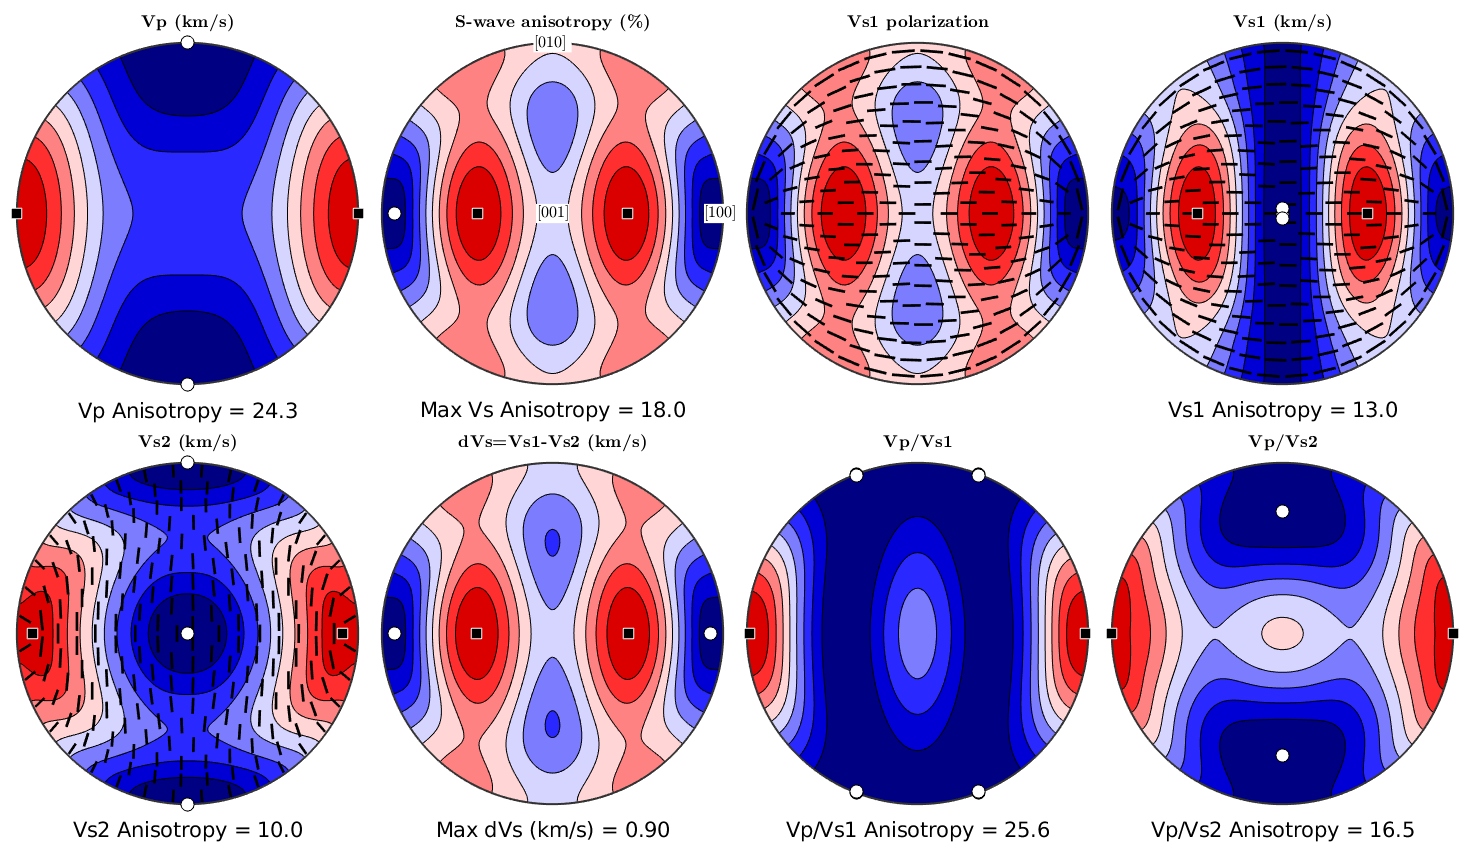 Vp (km/s)
S-wave anisotropy (%)
Vs1 polarization
Vs1 (km/s)
[010]
[001]
[100]
Vp Anisotropy = 24.3
Max Vs Anisotropy = 18.0
Vs1 Anisotropy = 13.0
Vs2 (km/s)
dVs=Vs1-Vs2 (km/s)
Vp/Vs1
Vp/Vs2
Vs2 Anisotropy = 10.0
Max dVs (km/s) = 0.90
Vp/Vs1 Anisotropy = 25.6
Vp/Vs2 Anisotropy = 16.5